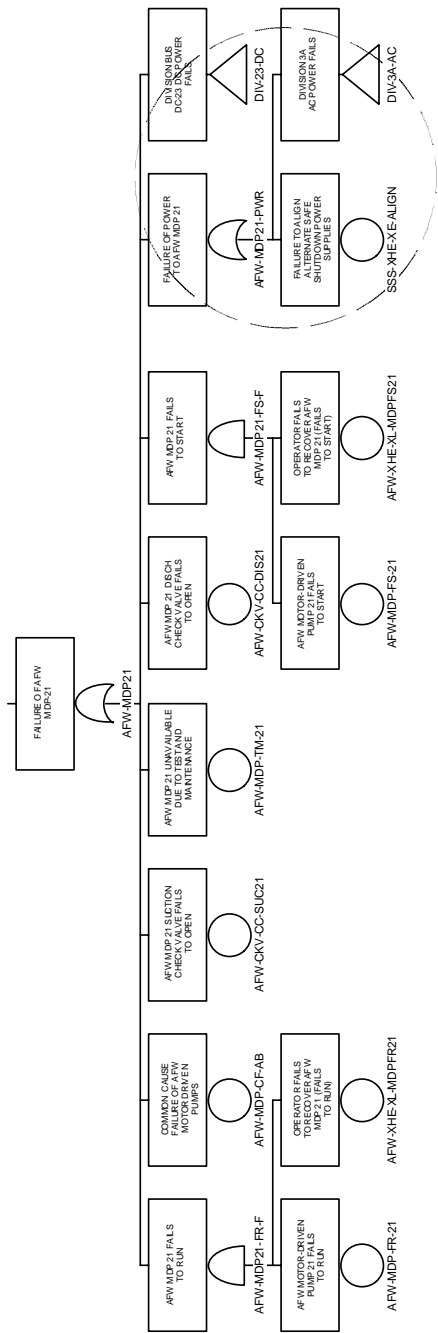 FAILURE OF AFW
MDP-21
AFW-MDP21
AFW MDP 21 FAILS
TO RUN
AFW-MDP21-FR-F
COMMON CAUSE
FAILURE OF AFW
MOTOR DRIVEN
PUMPS
AFW-MDP-CF-AB
AFW MDP 21 SUCTION
CHECK VALVE FAILS
TO OPEN
AFW-CKV-CC-SUC21
AFW MDP 21 UNAVAILABLE
DUE TO TEST AND
MAINTENANCE
AFW-MDP-TM-21
AFW MDP 21 DISCH
CHECK VALVE FAILS
TO OPEN
AFW-CKV-CC-DIS21
AFW MDP 21 FAILS
TO START
AFW-MDP21-FS-F
FAILURE OF POWER
TO AFW MDP 21
AFW-MDP21-PWR
DIVISION BUS
DC-23 DC POWER
FAILS
DIV-23-DC
AFW MOTOR-DRIVEN
PUMP 21 FAILS
TO RUN
AFW-MDP-FR-21
OPERATOR FAILS
TO RECOVER AFW
MDP 21 (FAILS
TO RUN)
AFW-XHE-XL-MDPFR21
AFW MOTOR-DRIVEN
PUMP 21 FAILS
TO START
AFW-MDP-FS-21
OPERATOR FAILS
TO RECOVER AFW
MDP 21 (FAILS
TO START)
AFW-XHE-XL-MDPFS21
FAILURE TO ALIGN
ALTERNATE SAFE
SHUTDOWN POWER
SUPPLIES
SSS-XHE-XE-ALIGN
DIVISION 3A
AC POWER FAILS
DIV-3A-AC